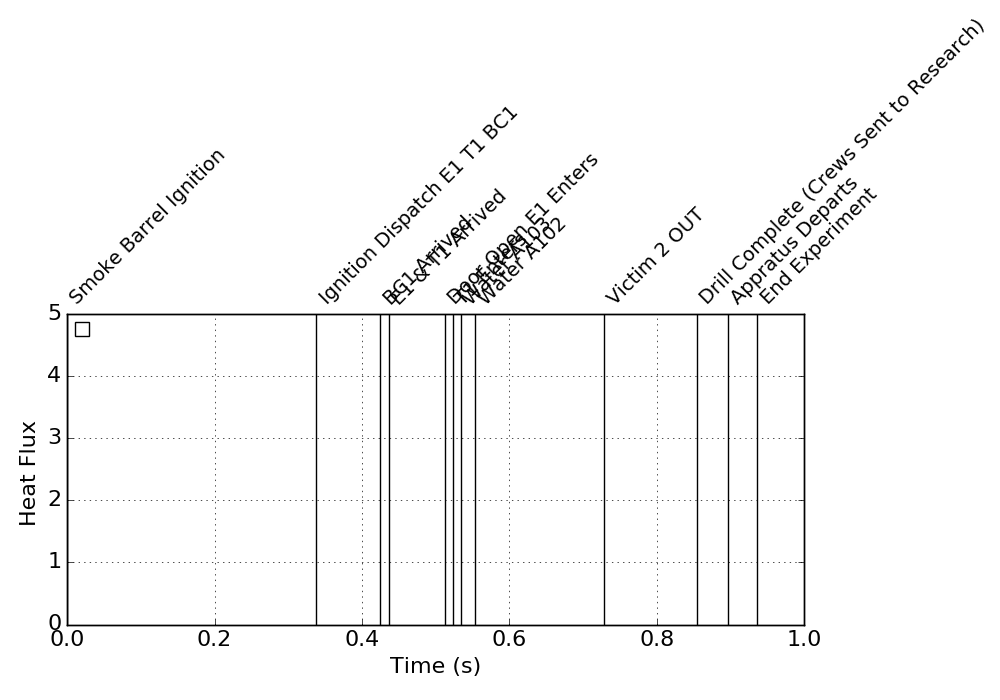 Smoke Barrel Ignition
Ignition Dispatch E1 T1 BC1
BC1 Arrived
E1 & T1 Arrived
Door Open E1 Enters
Water A103
Water A102
Victim 2 OUT
Drill Complete (Crews Sent to Research)
Appratus Departs
End Experiment
5
4
3
2
1
0
Heat Flux
0.0 0.2 0.4 0.6 0.8 1.0
Time (s)